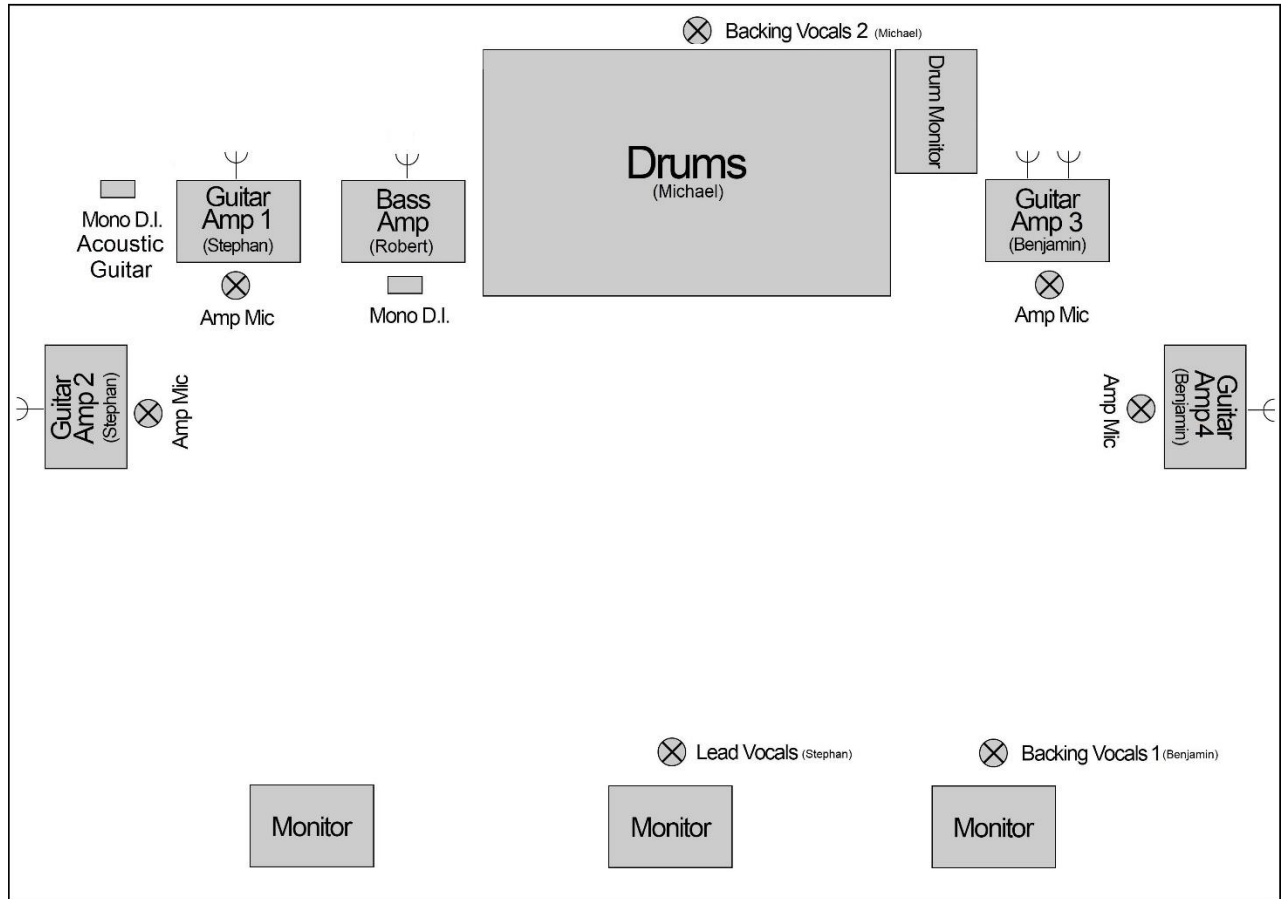 Backing Vocals 2 (Michael)
Drum Monitor
Drums
(Michael)
Mono D.I.
Acoustic
Guitar
Guitar
Amp 1
(Stephan)
Amp Mic
Bass
Amp
(Robert)
Mono D.I.
Guitar
Amp 3
(Benjamin)
Amp Mic
Guitar
Amp 2
(Stephan)
Amp Mic
Amp Mic
Guitar
Amp4
(Benjamin)
Lead Vocals (Stephan)
Backing Vocals 1 (Benjamin)
Monitor
Monitor
Monitor